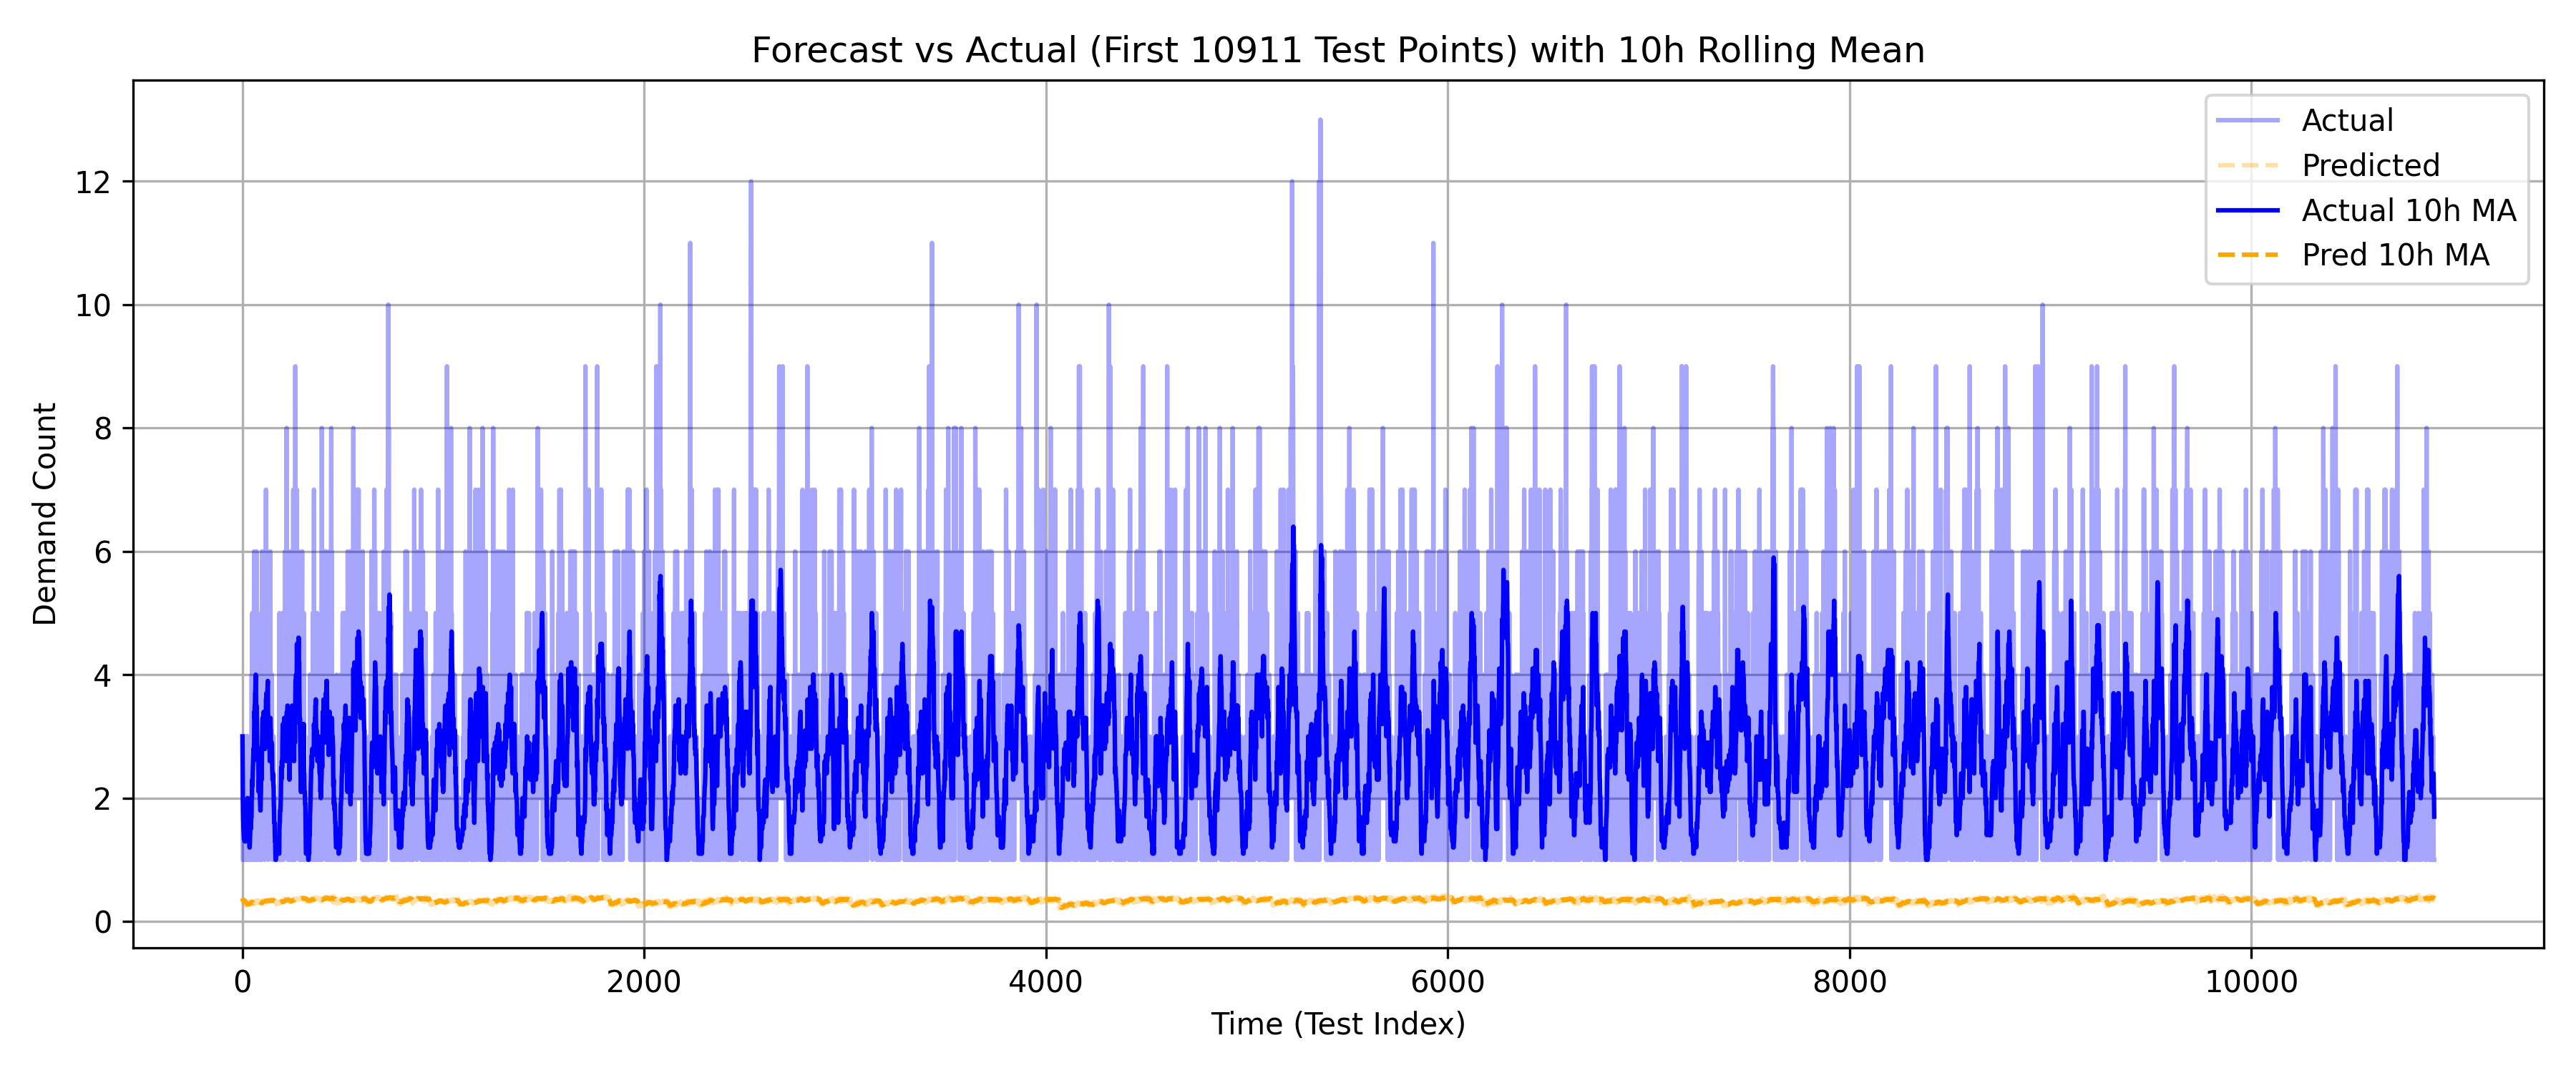 Forecast vs Actual (First 10911 Test Points) with 10h Rolling Mean
Actual
Predicted
Actual 10h MA
Pred 10h MA
Demand Count
12
10
8
6
4
2
0
0 2000 4000 6000 8000 10000
Time (Test Index)